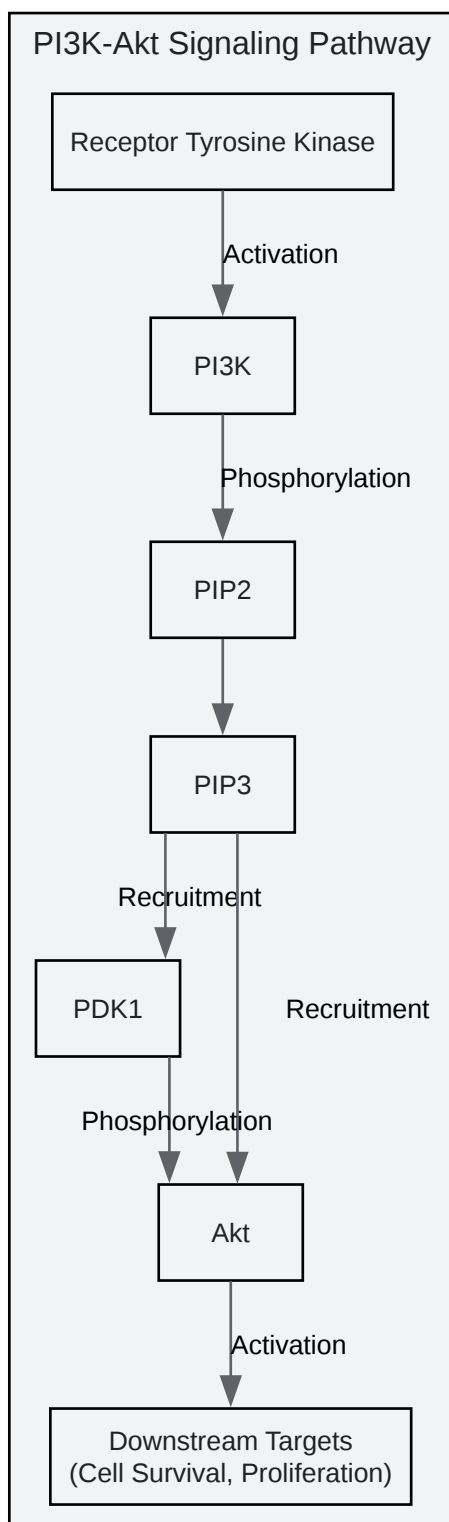 PI3K-Akt Signaling Pathway
Receptor Tyrosine Kinase
Activation
PI3K
Phosphorylation
PIP2
PIP3
Recruitment
PDK1
Recruitment
Phosphorylation
Akt
Activation
Downstream Targets
(Cell Survival, Proliferation)